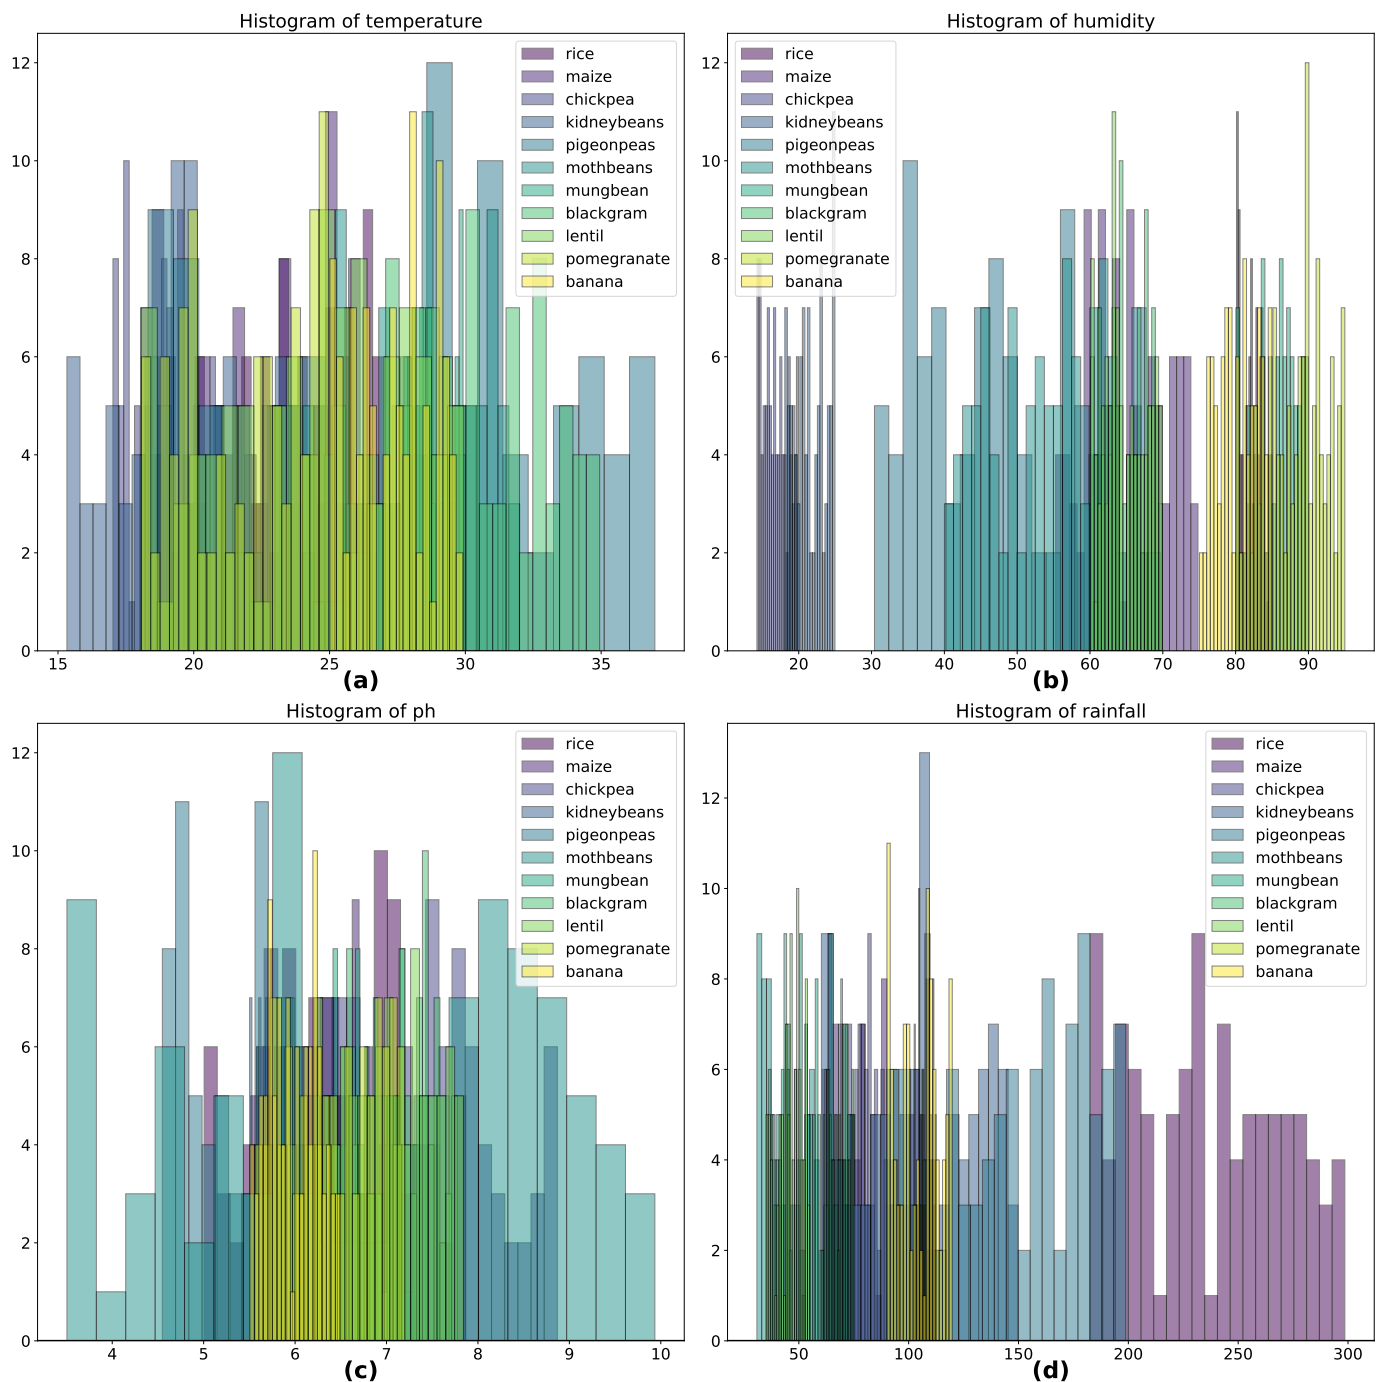 Histogram of temperature
12
10
8
6
4
2
0
15 20 25 30 35
rice
maize
chickpea
kidneybeans
pigeonpeas
mothbeans
mungbean
blackgram
lentil
pomegranate
banana
(a)
Histogram of humidity
12
10
8
6
4
2
0
20 30 40 50 60 70 80 90
rice
maize
chickpea
kidneybeans
pigeonpeas
mothbeans
mungbean
blackgram
lentil
pomegranate
banana
(b)
Histogram of ph
12
10
8
6
4
2
0
4 5 6 7 8 9 10
rice
maize
chickpea
kidneybeans
pigeonpeas
mothbeans
mungbean
blackgram
lentil
pomegranate
banana
(c)
Histogram of rainfall
12
10
8
6
4
2
0
50 100 150 200 250 300
rice
maize
chickpea
kidneybeans
pigeonpeas
mothbeans
mungbean
blackgram
lentil
pomegranate
banana
(d)